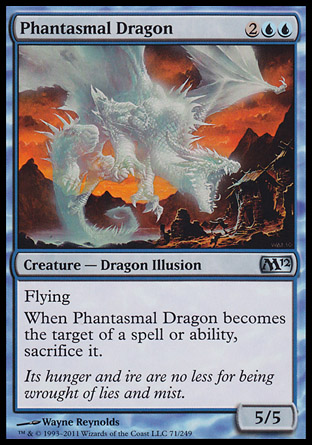 Phantasmal Dragon 2
Creature — Dragon Illusion M12
Flying
When Phantasmal Dragon becomes
the target of a spell or ability,
sacrifice it.
Its hunger and ire are no less for being
wrought of lies and mist.
Wayne Reynolds
™ & © 1993-2011 Wizards of the Coast LLC 71/249
5/5